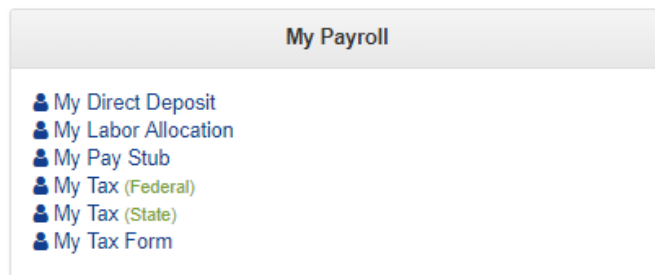 My Payroll
My Direct Deposit
My Labor Allocation
My Pay Stub
My Tax (Federal)
My Tax (State)
My Tax Form